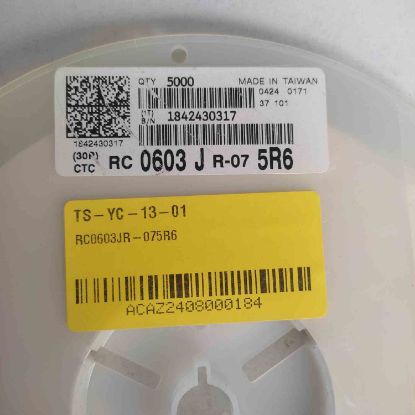 QTY 5000 MADE IN TAIWAN
0424 0171
37 101
1842430317
1842430317
(30P) RC 0603 J R-07 5R6
CTC
TS-YC-13-01
RC0603JR-075R6
ACAZ2408000184